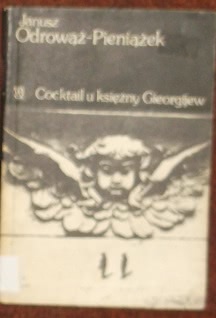 Janusz
Odrowąż-Pieniążek
Cocktail u księżny Gieorgijew